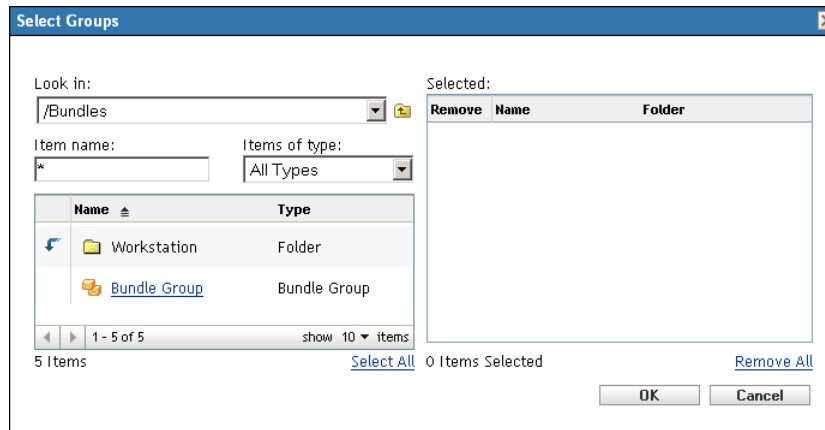 Select Groups
Look in:
/Bundles
Item name:
Items of type:
*
All Types
Name
Type
Workstation
Folder
Bundle Group
Bundle Group
1 - 5 of 5
show 10 items
5 Items
Select All
Selected:
Remove
Name
Folder
0 Items Selected
Remove All
OK
Cancel